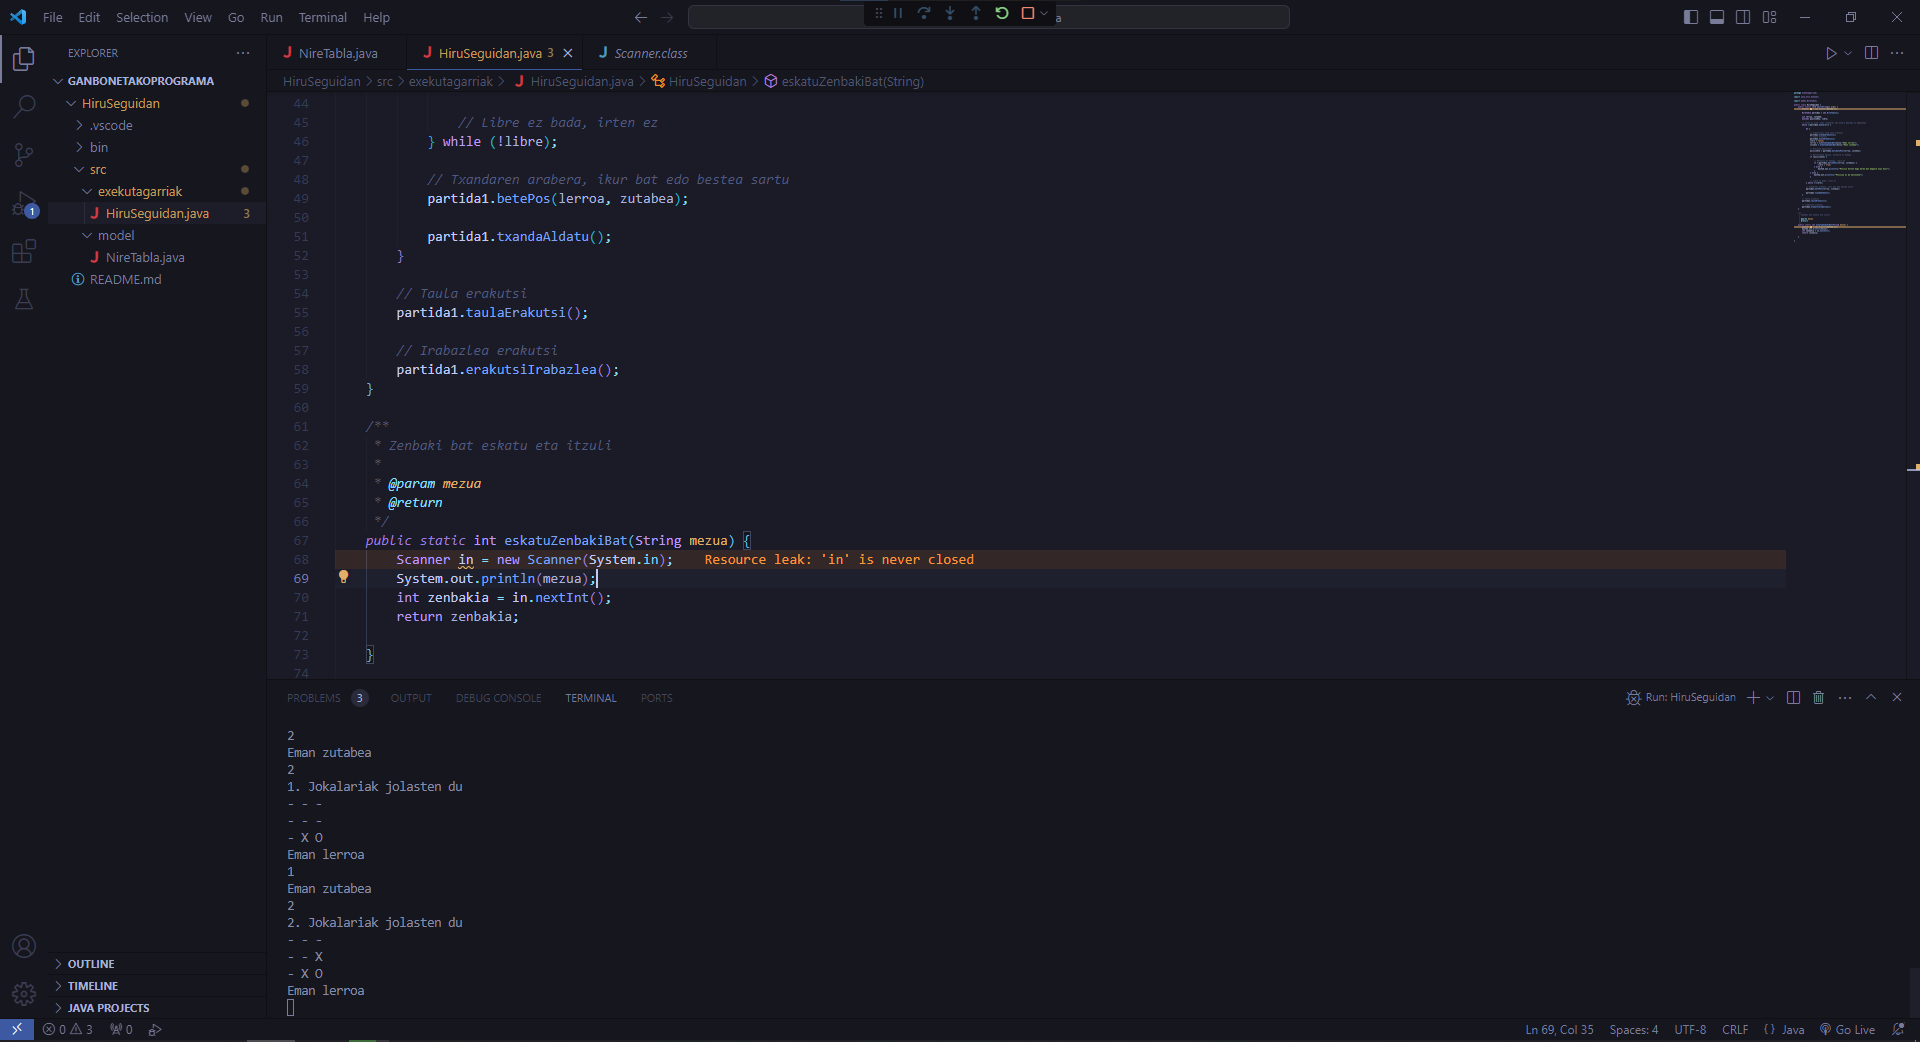 File Edit Selection View Go Run Terminal Help
EXPLORER
GANBONETAKOPROGRAMA
HiruSeguidan
.vscode
bin
src
exekutagarriak
HiruSeguidan.java 3
model
NireTabla.java
README.md
OUTLINE
TIMELINE
JAVA PROJECTS
1
NireTabla.java HiruSeguidan.java 3 Scanner.class
HiruSeguidan > src > exekutagarriak > HiruSeguidan.java > HiruSeguidan > eskatuZenbakiBat(String)
44
45 // Libre ez bada, irten ez
46 } while (!libre);
47
48 // Txandaren arabera, ikur bat edo bestea sartu
49 partida1.betePos(lerroa, zutabea);
50
51 partida1.txandaAldatu();
52 }
53
54 // Taula erakutsi
55 partida1.taulaErakutsi();
56
57 // Irabazlea erakutsi
58 partida1.erakutsiIrabazlea();
59 }
60
61 /**
62 * Zenbaki bat eskatu eta itzuli
63 *
64 * @param mezua
65 * @return
66 */
67 public static int eskatuZenbakiBat(String mezua) {
68 Scanner in = new Scanner(System.in); Resource leak: 'in' is never closed
69 System.out.println(mezua);
70 int zenbakia = in.nextInt();
71 return zenbakia;
72
73 }
74
PROBLEMS 3 OUTPUT DEBUG CONSOLE TERMINAL PORTS
Run: HiruSeguidan
2
Eman zutabea
2
1. Jokalariak jolasten du
- - -
- - -
- X O
Eman lerroa
1
Eman zutabea
2
2. Jokalariak jolasten du
- - -
- - X
- X O
Eman lerroa
0 3 0
Ln 69, Col 35 Spaces: 4 UTF-8 CRLF { } Java Go Live